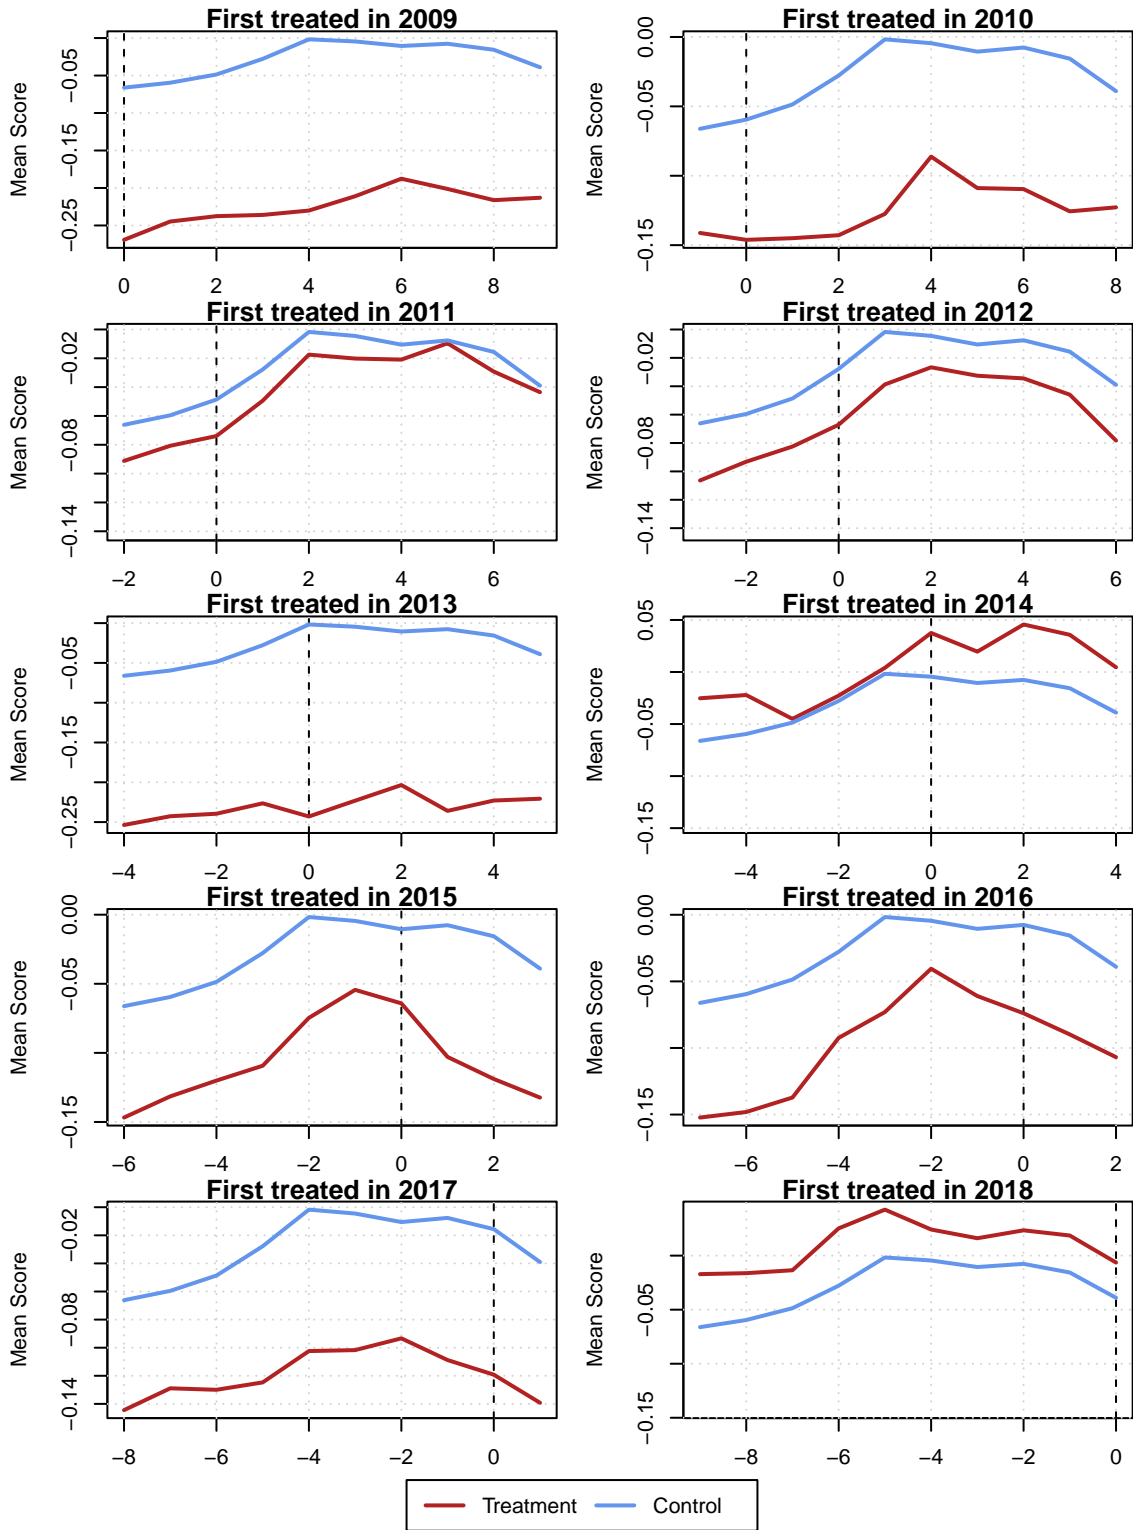 First treated in 2009
Mean Score
-0.05
-0.15
-0.25
0 2 4 6 8
First treated in 2010
Mean Score
0.00
-0.05
-0.15
0 2 4 6 8
First treated in 2011
Mean Score
-0.02
-0.08
-0.14
-2 0 2 4 6
First treated in 2012
Mean Score
-0.02
-0.08
-0.14
-2 0 2 4 6
First treated in 2013
Mean Score
-0.05
-0.15
-0.25
-4 -2 0 2 4
First treated in 2014
Mean Score
0.05
-0.05
-0.15
-4 -2 0 2 4
First treated in 2015
Mean Score
0.00
-0.05
-0.15
-6 -4 -2 0 2
First treated in 2016
Mean Score
0.00
-0.05
-0.15
-6 -4 -2 0 2
First treated in 2017
Mean Score
-0.02
-0.08
-0.14
-8 -6 -4 -2 0
First treated in 2018
Mean Score
-0.05
-0.15
-8 -6 -4 -2 0
Treatment Control